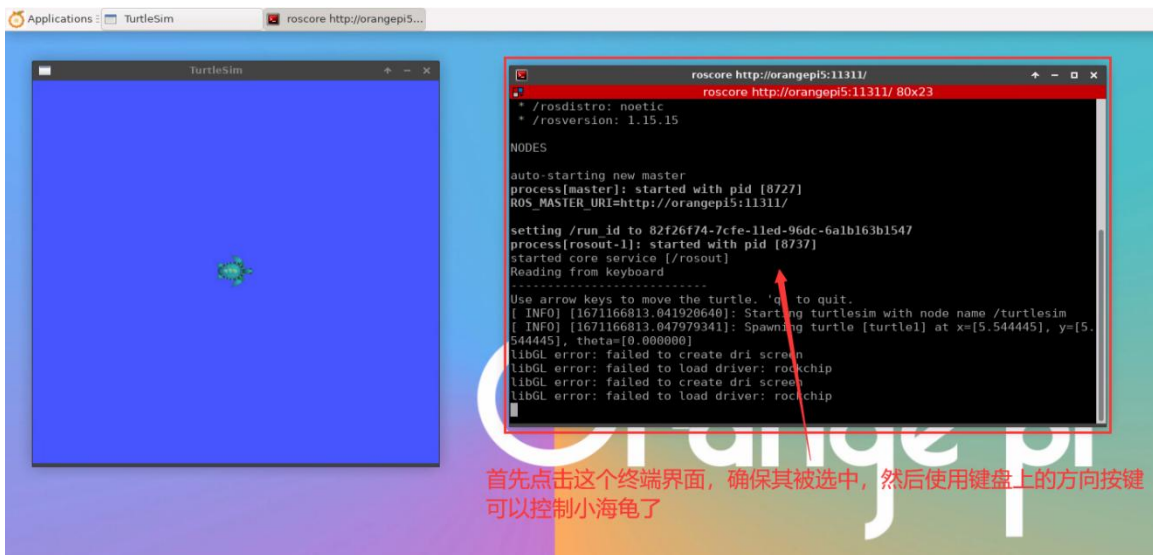 Applications
TurtleSim
roscore http://orangepi5...
TurtleSim
roscore http://orangepi5:11311/
roscore http://orangepi5:11311/ 80x23
* /rosdistro: noetic
* /rosversion: 1.15.15
NODES
auto-starting new master
process[master]: started with pid [8727]
ROS_MASTER_URI=http://orangepi5:11311/
setting /run_id to 82f26f74-7cfe-11ed-96dc-6a1b163b1547
process[rosout-1]: started with pid [8737]
started core service [/rosout]
Reading from keyboard
---------------------------
Use arrow keys to move the turtle. 'q' to quit.
[ INFO] [1671166813.041920640]: Starting turtlesim with node name /turtlesim
[ INFO] [1671166813.047979341]: Spawning turtle [turtle1] at x=[5.544445], y=[5.
544445], theta=[0.000000]
libGL error: failed to create dri screen
libGL error: failed to load driver: rockchip
libGL error: failed to create dri screen
libGL error: failed to load driver: rockchip
Orange pi
首先点击这个终端界面，确保其被选中，然后使用键盘上的方向按键
可以控制小海龟了